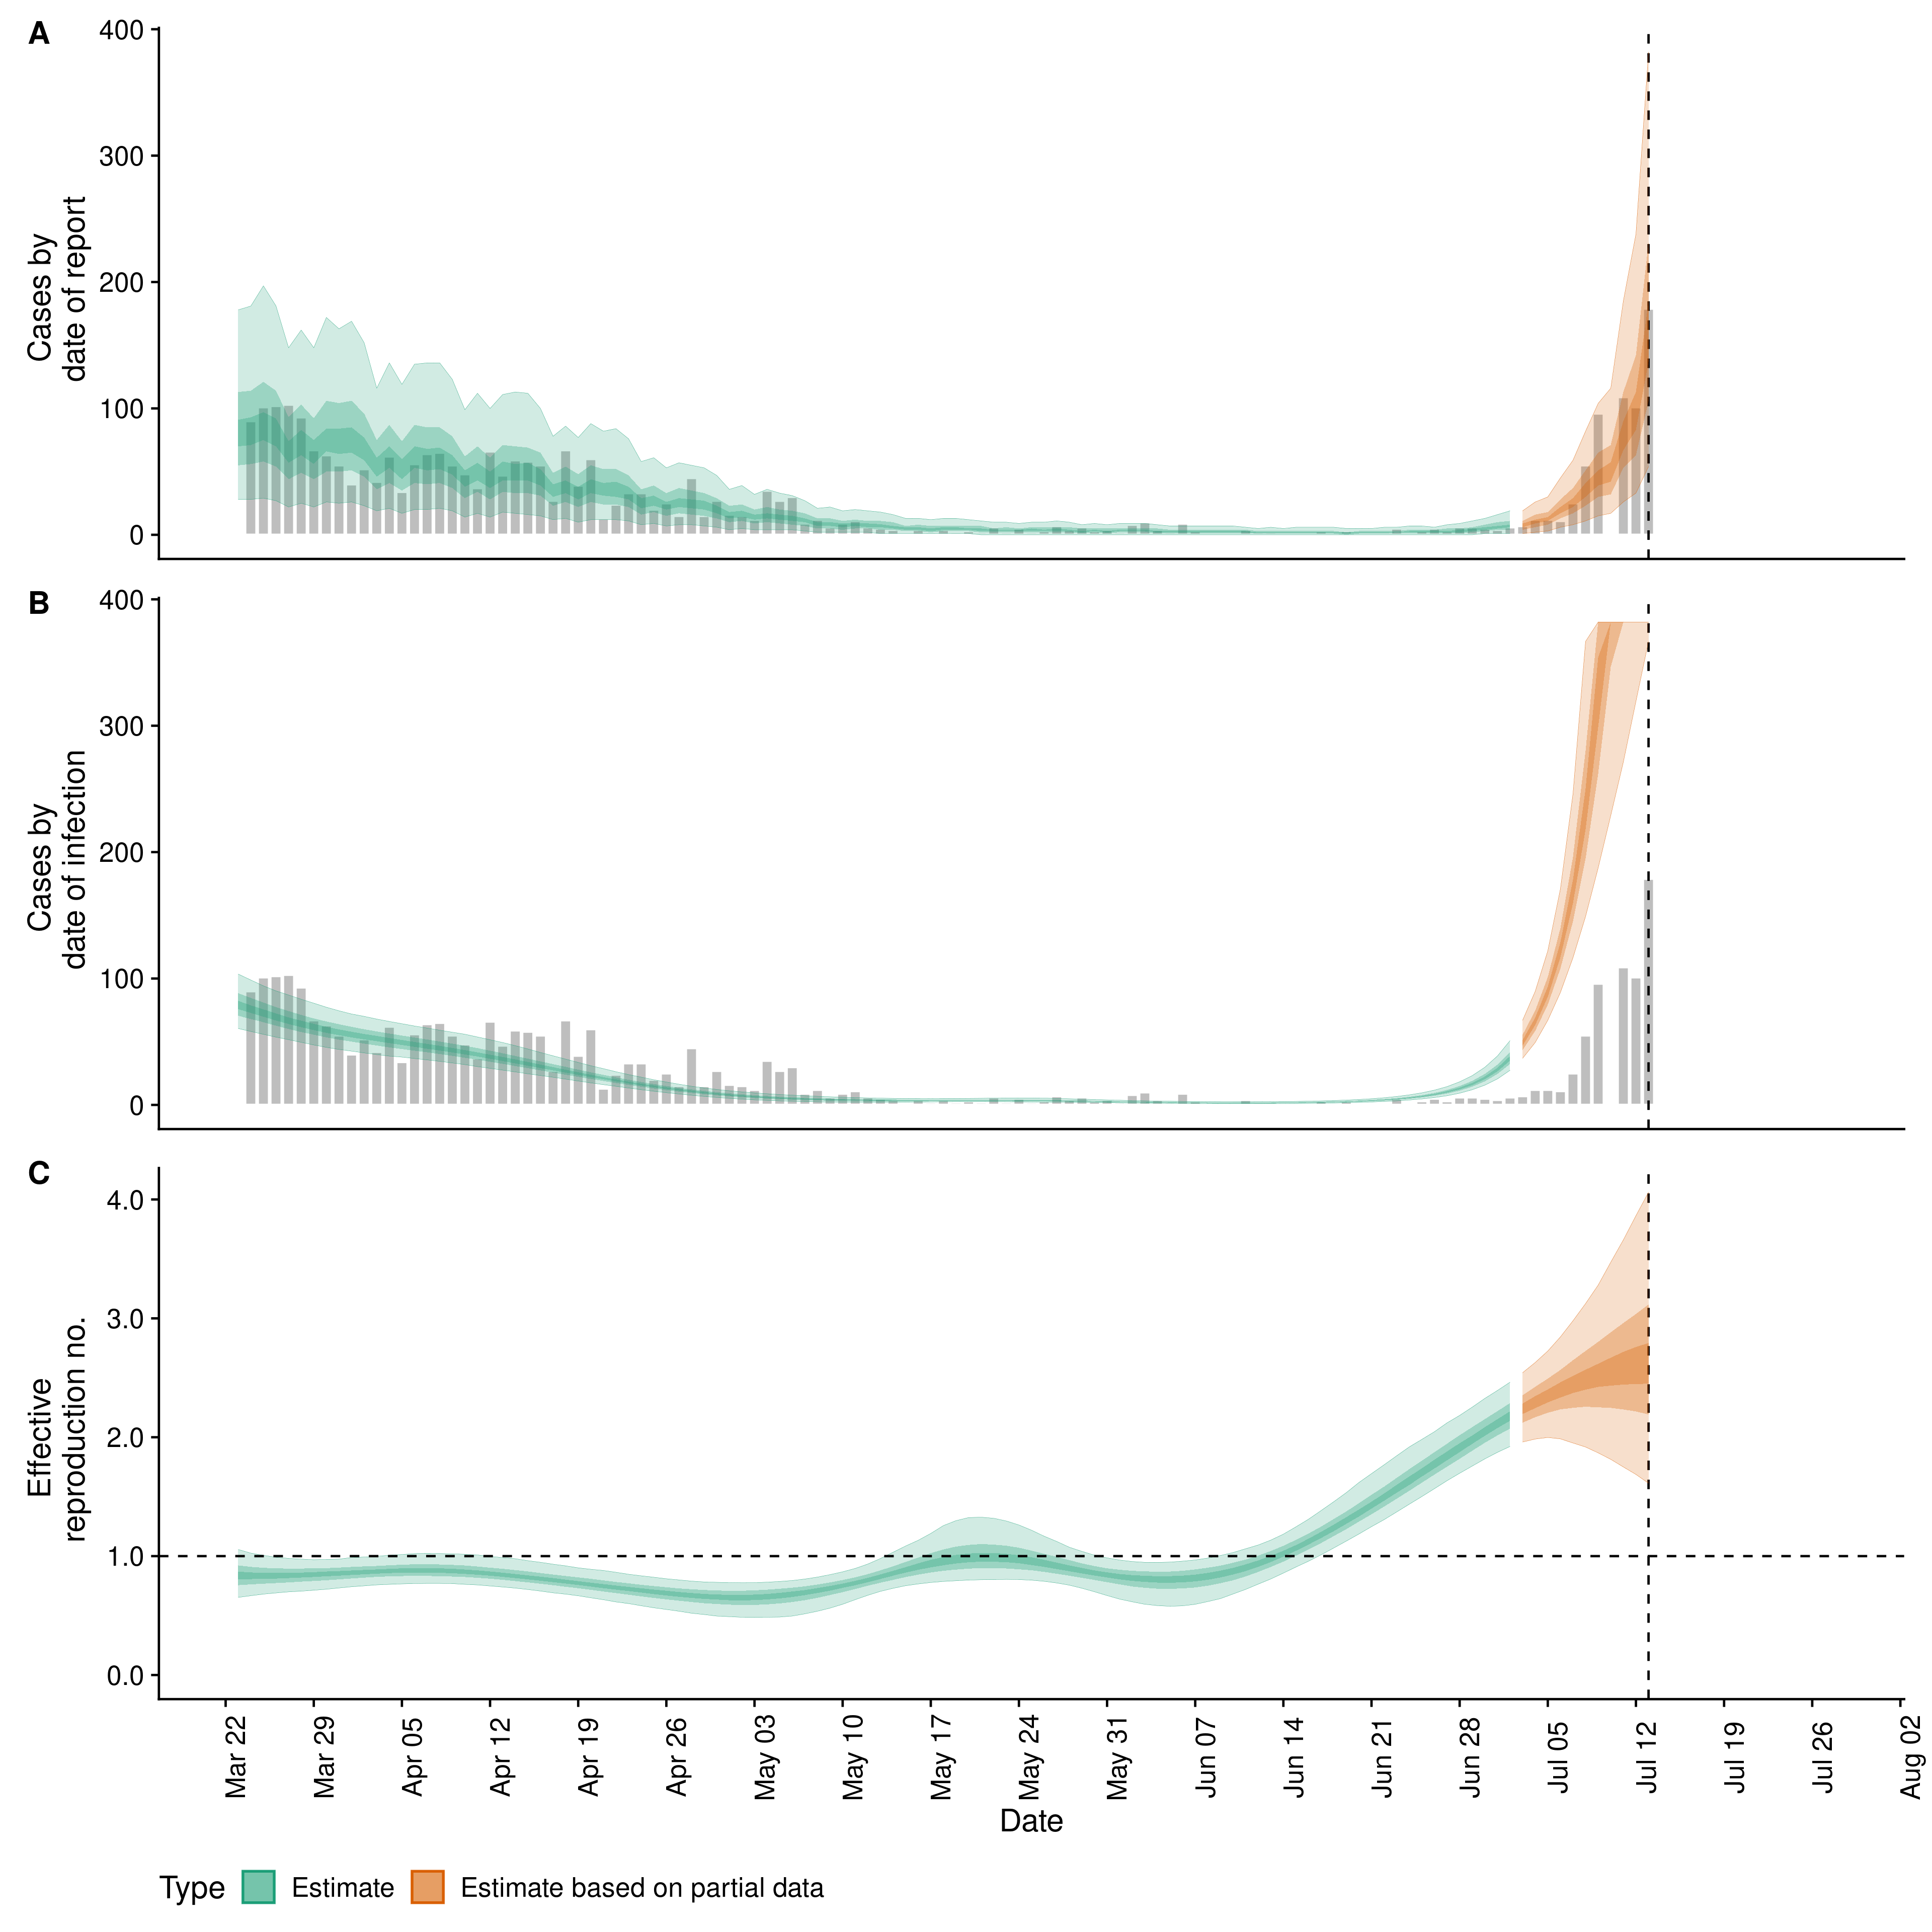 A
400
300
200
100
0
Cases by
date of report
B
400
300
200
100
0
Cases by
date of infection
C
4.0
3.0
2.0
1.0
0.0
Effective
reproduction no.
Mar 22
Mar 29
Apr 05
Apr 12
Apr 19
Apr 26
May 03
May 10
May 17
May 24
May 31
Jun 07
Jun 14
Jun 21
Jun 28
Jul 05
Jul 12
Jul 19
Jul 26
Aug 02
Date
Type Estimate Estimate based on partial data